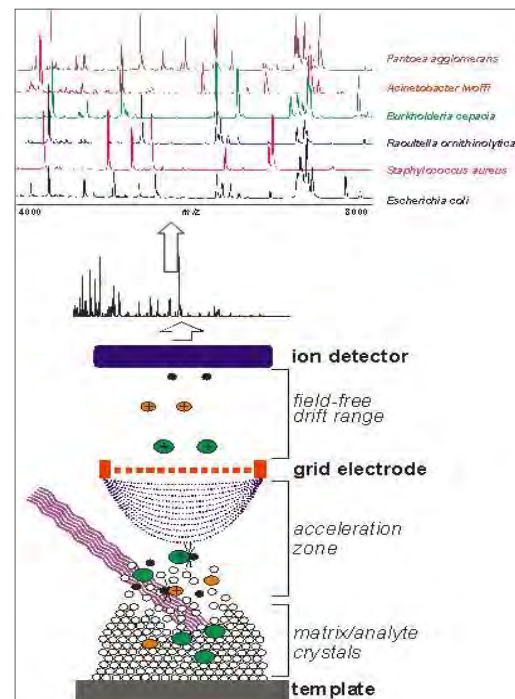 Pantoea agglomerans
Acinetobacter lwoffi
Burkholderia cepacia
Raoultella ornithinolytica
Staphylococcus aureus
Escherichia coli
4000 m/z 8000
ion detector
field-free
drift range
grid electrode
acceleration
zone
matrix/analyte
crystals
template